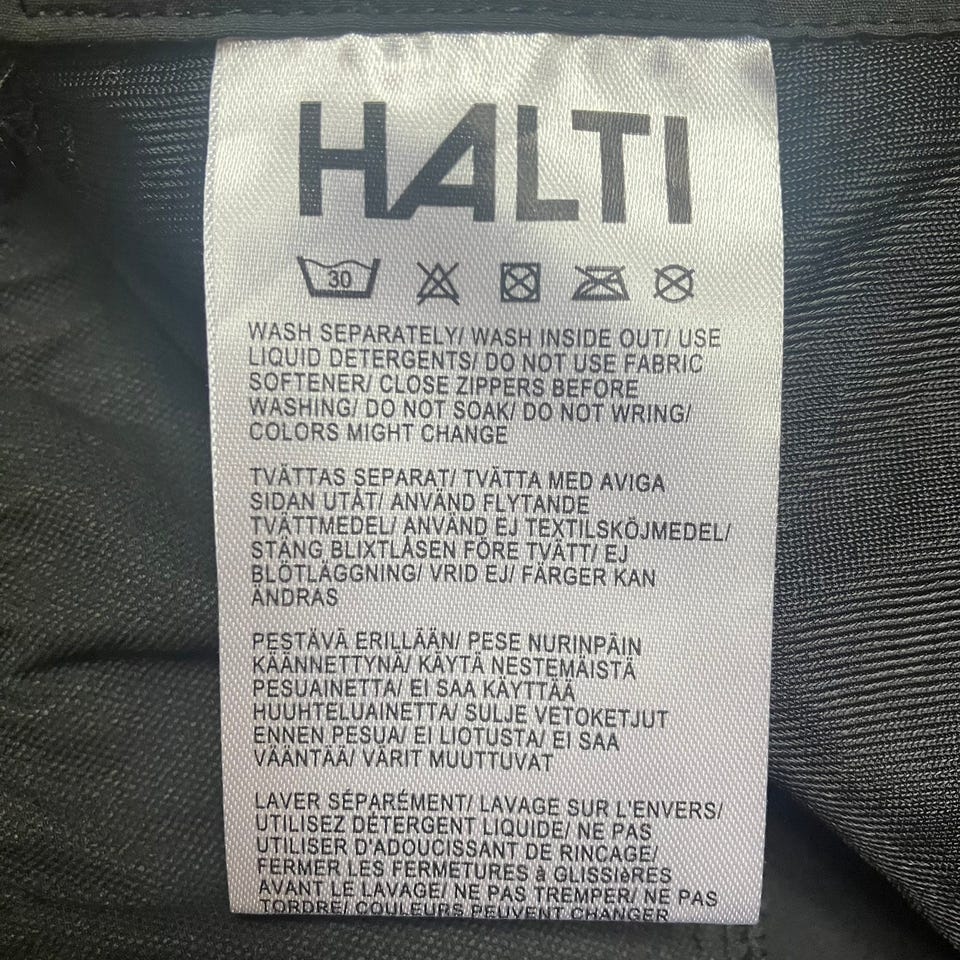 HALTI
30
WASH SEPARATELY/ WASH INSIDE OUT/ USE
LIQUID DETERGENTS/ DO NOT USE FABRIC
SOFTENER/ CLOSE ZIPPERS BEFORE
WASHING/ DO NOT SOAK/ DO NOT WRING/
COLORS MIGHT CHANGE
TVÄTTAS SEPARAT/ TVÄTTA MED AVIGA
SIDAN UTÅT/ ANVÄND FLYTANDE
TVÄTTMEDEL/ ANVÄND EJ TEXTILSKÖJMEDEL/
STÄNG BLIXTLÅSEN FÖRE TVÄTT/ EJ
BLÖTLÄGGNING/ VRID EJ/ FÄRGER KAN
ÄNDRAS
PESTÄVÄ ERILLÄÄN/ PESE NURINPÄIN
KÄÄNNETTYNÄ/ KÄYTÄ NESTEMÄISTÄ
PESUAINETTA/ EI SAA KÄYTTÄÄ
HUUHTELUAINETTA/ SULJE VETOKETJUT
ENNEN PESUA/ EI LIOTUSTA/ EI SAA
VÄÄNTÄÄ/ VÄRIT MUUTTUVAT
LAVER SÉPARÉMENT/ LAVAGE SUR L'ENVERS/
UTILISEZ DÉTERGENT LIQUIDE/ NE PAS
UTILISER D'ADOUCISSANT DE RINCAGE/
FERMER LES FERMETURES à GLISSIèRES
AVANT LE LAVAGE/ NE PAS TREMPER/ NE PAS
TORDRE/ COULEURS PEUVENT CHANGER